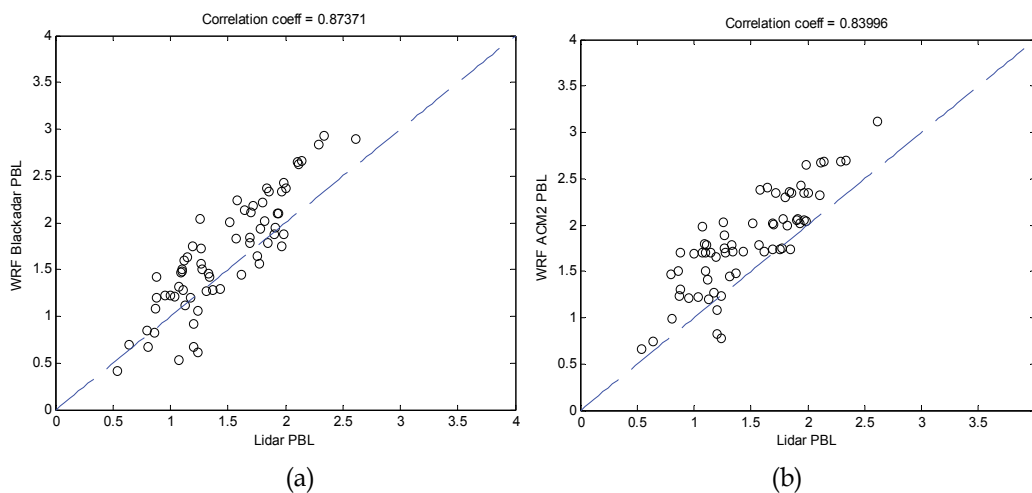 Correlation coeff = 0.87371
4
3.5
3
2.5
2
1.5
1
0.5
0
WRF Blackadar PBL
0 0.5 1 1.5 2 2.5 3 3.5 4
Lidar PBL
(a)
Correlation coeff = 0.83996
4
3.5
3
2.5
2
1.5
1
0.5
0
WRF ACM2 PBL
0 0.5 1 1.5 2 2.5 3 3.5
Lidar PBL
(b)